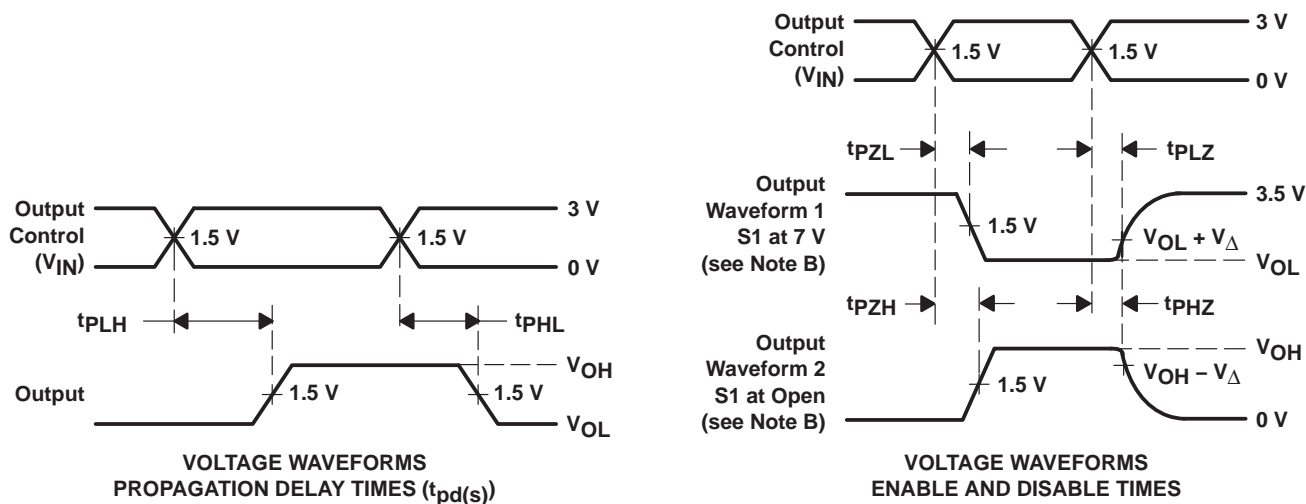 Output
Control
(VIN)
3 V
1.5 V
1.5 V
0 V
tPLH
tPHL
Output
VOH
1.5 V
1.5 V
VOL
VOLTAGE WAVEFORMS
PROPAGATION DELAY TIMES (tpd(s))
Output
Control
(VIN)
3 V
1.5 V
1.5 V
0 V
tPZL
tPLZ
Output
Waveform 1
S1 at 7 V
(see Note B)
3.5 V
1.5 V
VOL + VΔ
VOL
tPZH
tPHZ
Output
Waveform 2
S1 at Open
(see Note B)
VOH
1.5 V
VOH − VΔ
0 V
VOLTAGE WAVEFORMS
ENABLE AND DISABLE TIMES